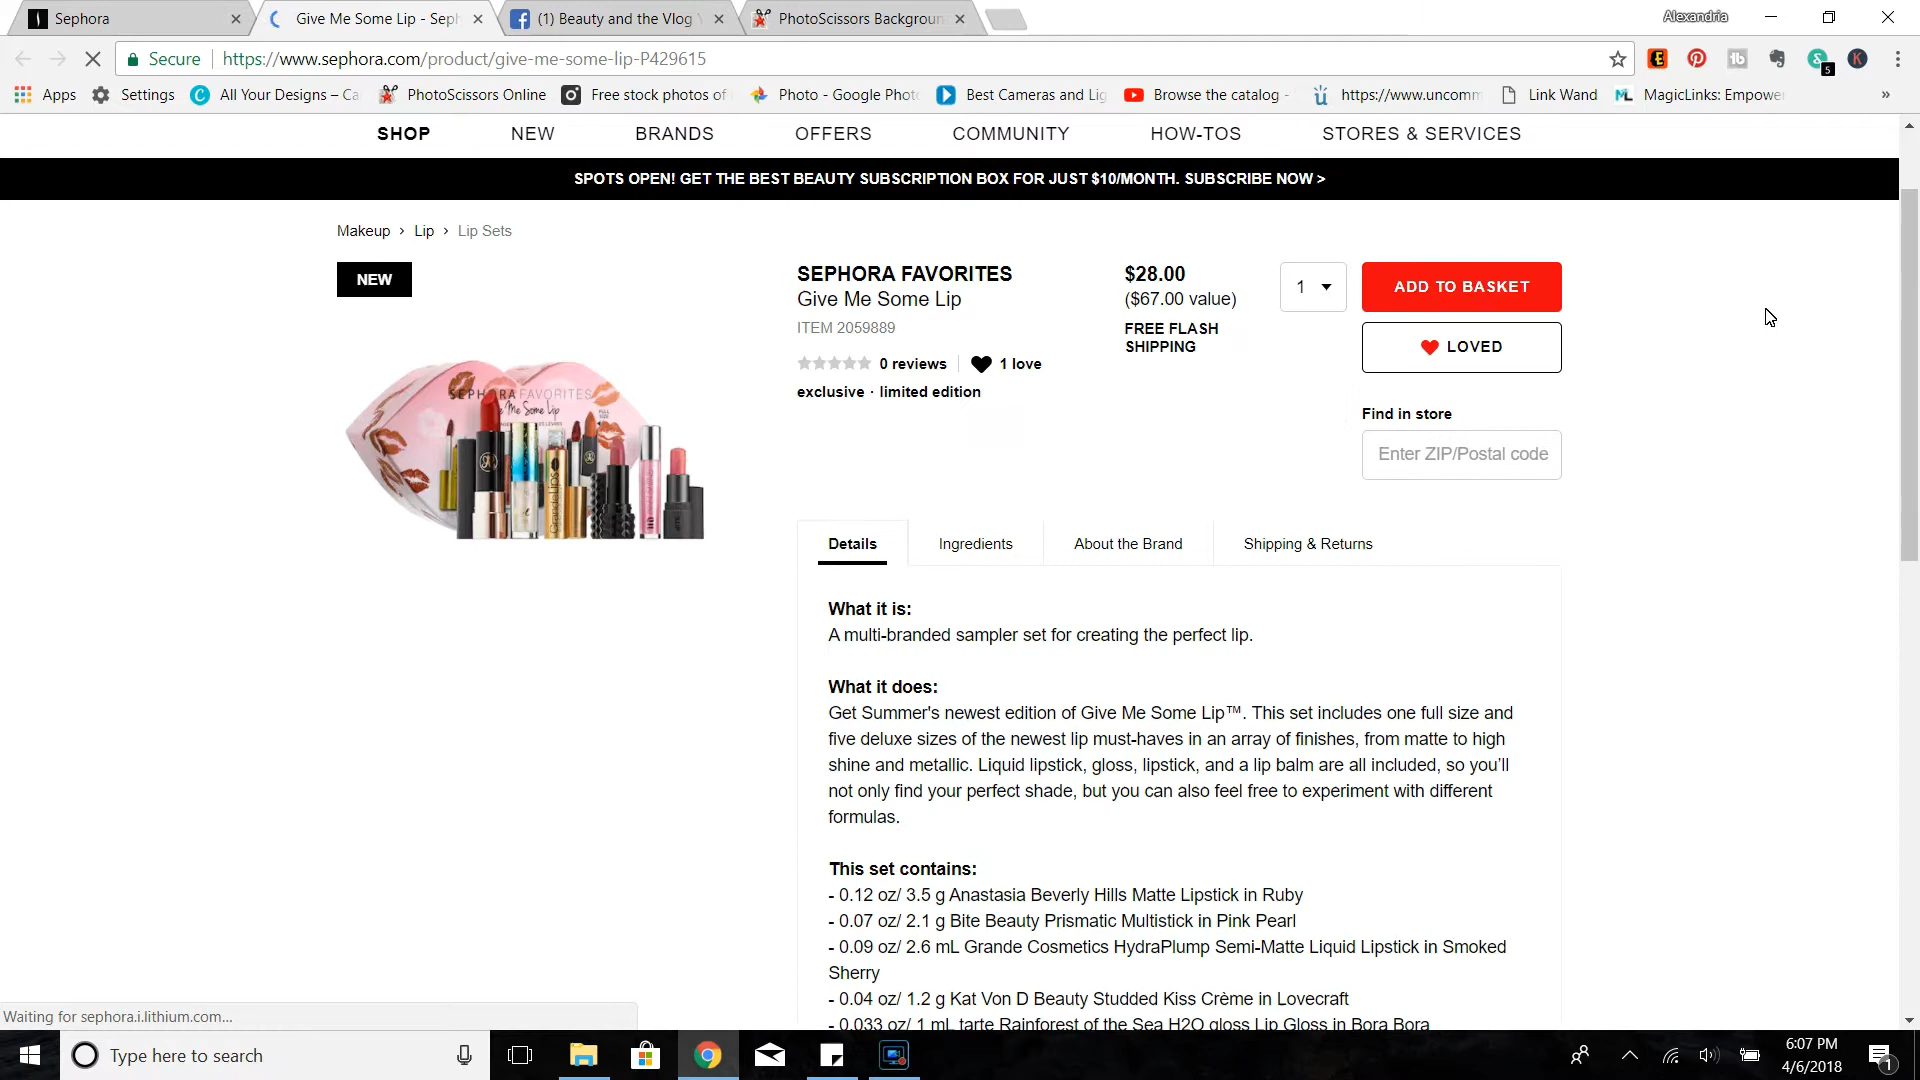 Sephora
Give Me Some Lip - Seph
(1) Beauty and the Vlog
PhotoScissors Backgroun
Alexandria
Secure
https://www.sephora.com/product/give-me-some-lip-P429615
5
Apps
Settings
All Your Designs – Ca
PhotoScissors Online
Free stock photos of
Photo - Google Phot
Best Cameras and Lig
Browse the catalog -
https://www.uncomm
Link Wand
MagicLinks: Empowe
»
SHOP
NEW
BRANDS
OFFERS
COMMUNITY
HOW-TOS
STORES & SERVICES
SPOTS OPEN! GET THE BEST BEAUTY SUBSCRIPTION BOX FOR JUST $10/MONTH. SUBSCRIBE NOW >
Makeup › Lip › Lip Sets
NEW
SEPHORA FAVORITES
Give Me Some Lip
SEPHORA FAVORITES
Give Me Some Lip
ITEM 2059889
0 reviews
1 love
exclusive · limited edition
$28.00
($67.00 value)
FREE FLASH
SHIPPING
1
ADD TO BASKET
LOVED
Find in store
Enter ZIP/Postal code
Details
Ingredients
About the Brand
Shipping & Returns
What it is:
A multi-branded sampler set for creating the perfect lip.
What it does:
Get Summer's newest edition of Give Me Some Lip™. This set includes one full size and
five deluxe sizes of the newest lip must-haves in an array of finishes, from matte to high
shine and metallic. Liquid lipstick, gloss, lipstick, and a lip balm are all included, so you’ll
not only find your perfect shade, but you can also feel free to experiment with different
formulas.
This set contains:
- 0.12 oz/ 3.5 g Anastasia Beverly Hills Matte Lipstick in Ruby
- 0.07 oz/ 2.1 g Bite Beauty Prismatic Multistick in Pink Pearl
- 0.09 oz/ 2.6 mL Grande Cosmetics HydraPlump Semi-Matte Liquid Lipstick in Smoked
Sherry
- 0.04 oz/ 1.2 g Kat Von D Beauty Studded Kiss Crème in Lovecraft
- 0.033 oz/ 1 mL tarte Rainforest of the Sea H2O gloss Lip Gloss in Bora Bora
Waiting for sephora.i.lithium.com...
Type here to search
6:07 PM
4/6/2018
1